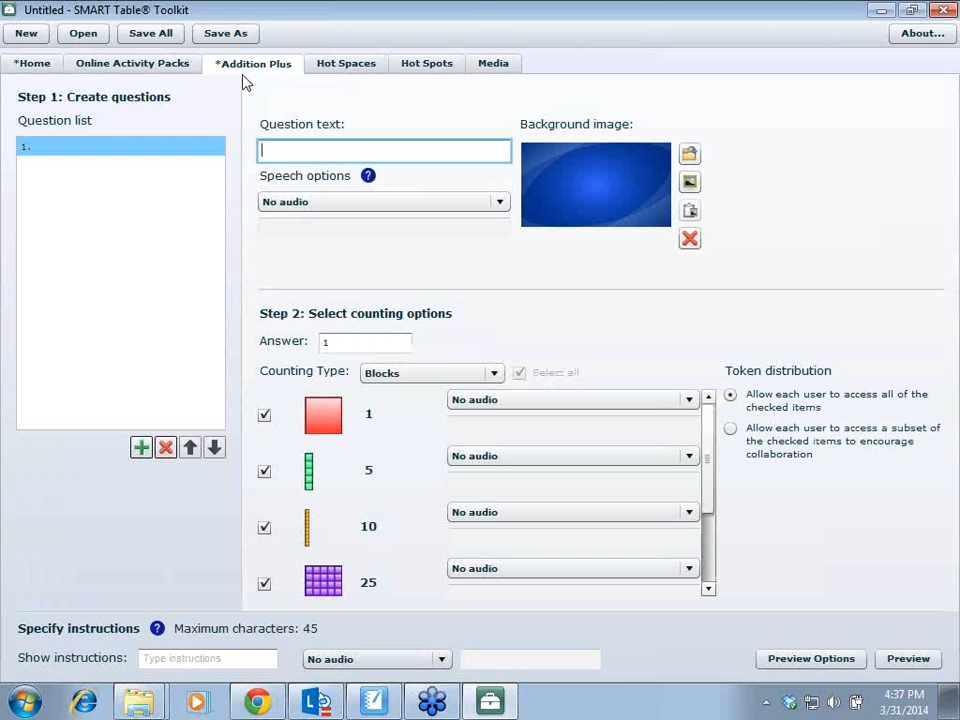 Untitled - SMART Table® Toolkit
New Open Save All Save As About...
*Home Online Activity Packs *Addition Plus Hot Spaces Hot Spots Media
Step 1: Create questions
Question list
1.
Question text: Background image:
Speech options ?
No audio
Step 2: Select counting options
Answer: 1
Counting Type: Blocks Select all
Token distribution
1 No audio
Allow each user to access all of the
checked items
Allow each user to access a subset of
the checked items to encourage
collaboration
5 No audio
10 No audio
25 No audio
Specify instructions ? Maximum characters: 45
Show instructions: Type instructions No audio Preview Options Preview
4:37 PM
3/31/2014